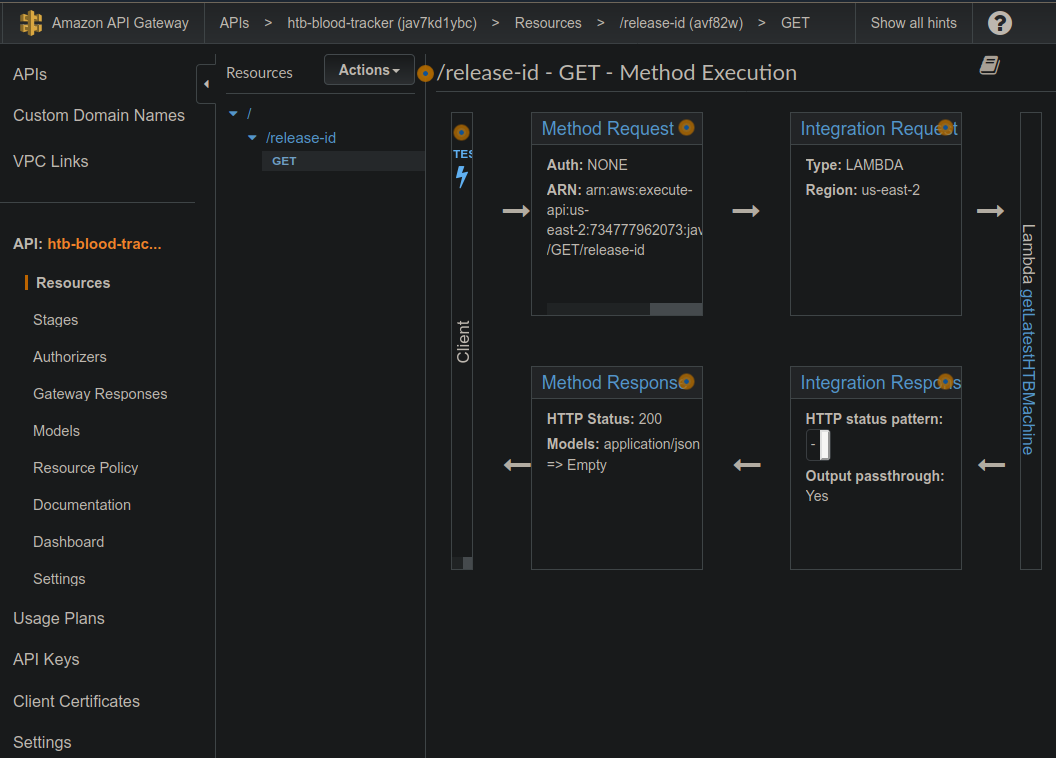 Amazon API Gateway
APIs > htb-blood-tracker (jav7kd1ybc) > Resources > /release-id (avf82w) > GET
Show all hints
?
APIs
Custom Domain Names
VPC Links
API: htb-blood-trac...
Resources
Stages
Authorizers
Gateway Responses
Models
Resource Policy
Documentation
Dashboard
Settings
Usage Plans
API Keys
Client Certificates
Settings
Resources
Actions
/
/release-id
GET
/release-id - GET - Method Execution
TES
Client
Method Request
Auth: NONE
ARN: arn:aws:execute-
api:us-
east-2:734777962073:jav
/GET/release-id
Integration Request
Type: LAMBDA
Region: us-east-2
Lambda getLatestHTBMachine
Method Response
HTTP Status: 200
Models: application/json
=> Empty
Integration Respons
HTTP status pattern:
-
Output passthrough:
Yes